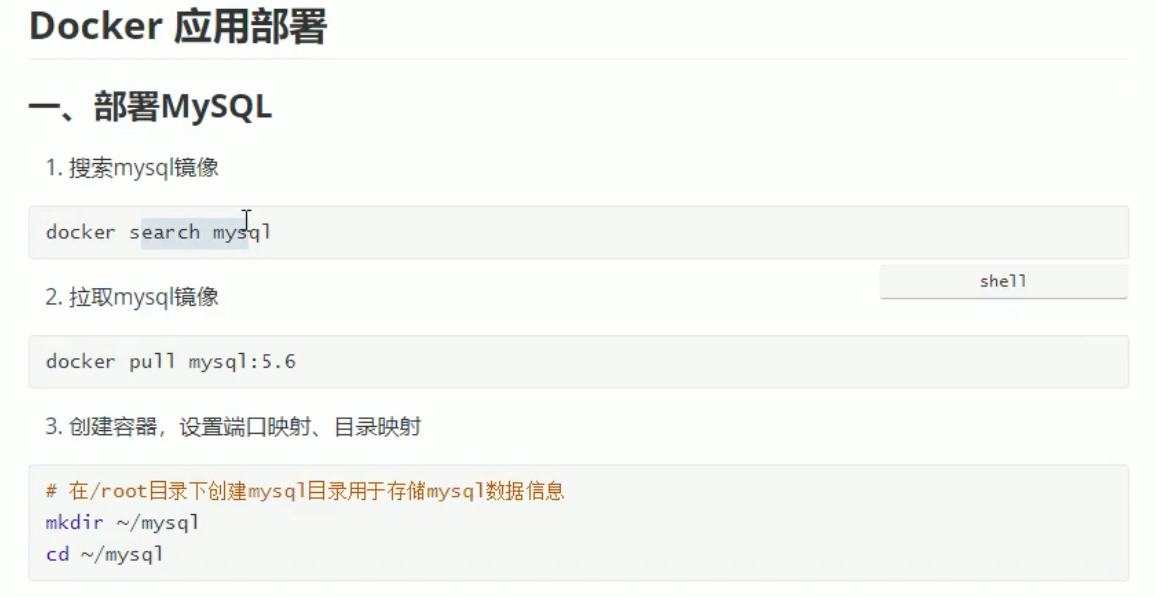 Docker 应用部署
一、部署MySQL
1. 搜索mysql镜像
docker search mysql
shell
2. 拉取mysql镜像
docker pull mysql:5.6
3. 创建容器，设置端口映射、目录映射
# 在/root目录下创建mysql目录用于存储mysql数据信息
mkdir ~/mysql
cd ~/mysql